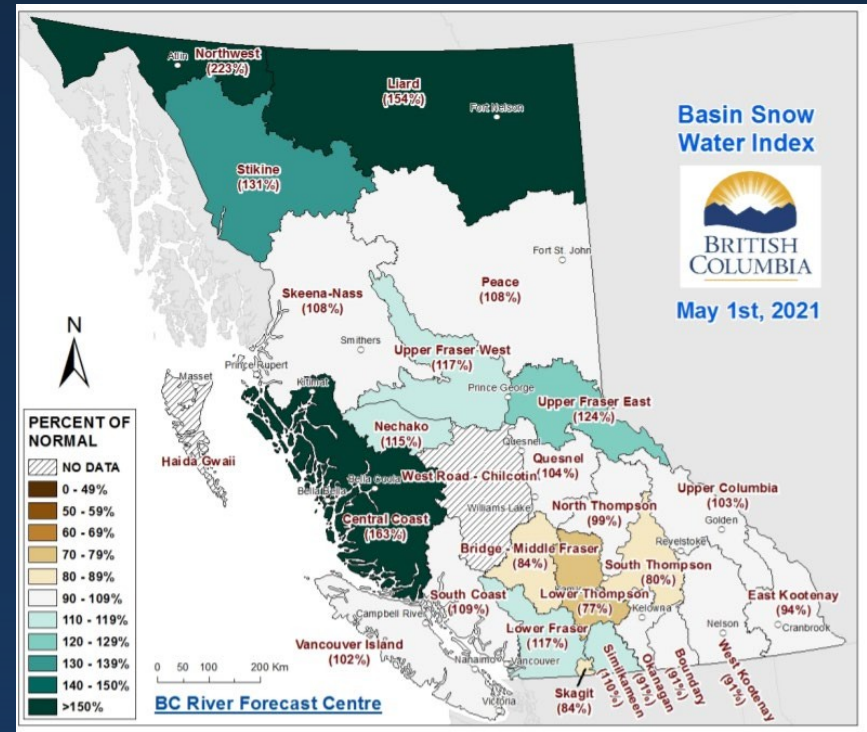 Atlin
Northwest
(223%)
Liard
(154%)
Fort Nelson
Basin Snow
Water Index
Stikine
(131%)
BRITISH
COLUMBIA
May 1st, 2021
Fort St. John
Peace
(108%)
Skeena-Nass
(108%)
Smithers
Upper Fraser West
(117%)
N
Prince Rupert
Masset
Kitimat
Prince George
Upper Fraser East
(124%)
PERCENT OF
NORMAL
NO DATA
0 - 49%
50 - 59%
60 - 69%
70 - 79%
80 - 89%
90 - 109%
110 - 119%
120 - 129%
130 - 139%
140 - 150%
>150%
Haida Gwaii
Nechako
(115%)
Quesnel
Quesnel
(104%)
West Road - Chilcotin
Bella Coola
Bella Bella
Williams Lake
Central Coast
(163%)
North Thompson
(99%)
Upper Columbia
(103%)
Golden
Revelstoke
Bridge - Middle Fraser
(84%)
South Thompson
(80%)
South Coast
(109%)
Lower Thompson
(77%)
East Kootenay
(94%)
Campbell River
Kelowna
Nelson
Cranbrook
Vancouver Island
(102%)
Lower Fraser
(117%)
Nanaimo
Vancouver
Victoria
Skagit
(84%)
Similkameen
(110%)
Okanagan
(91%)
Boundary
(91%)
West Kootenay
(91%)
0 50 100 200 Km
BC River Forecast Centre